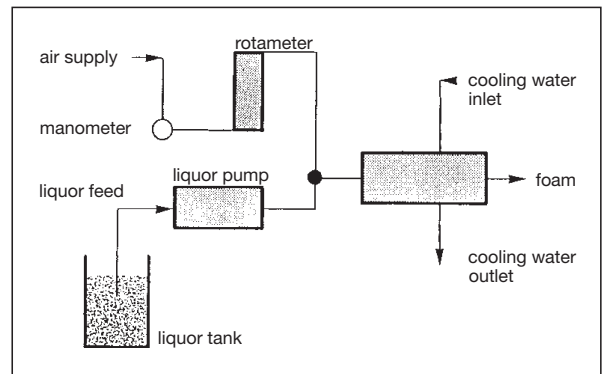 rotameter
air supply
cooling water
inlet
manometer
liquor pump
liquor feed
foam
cooling water
outlet
liquor tank